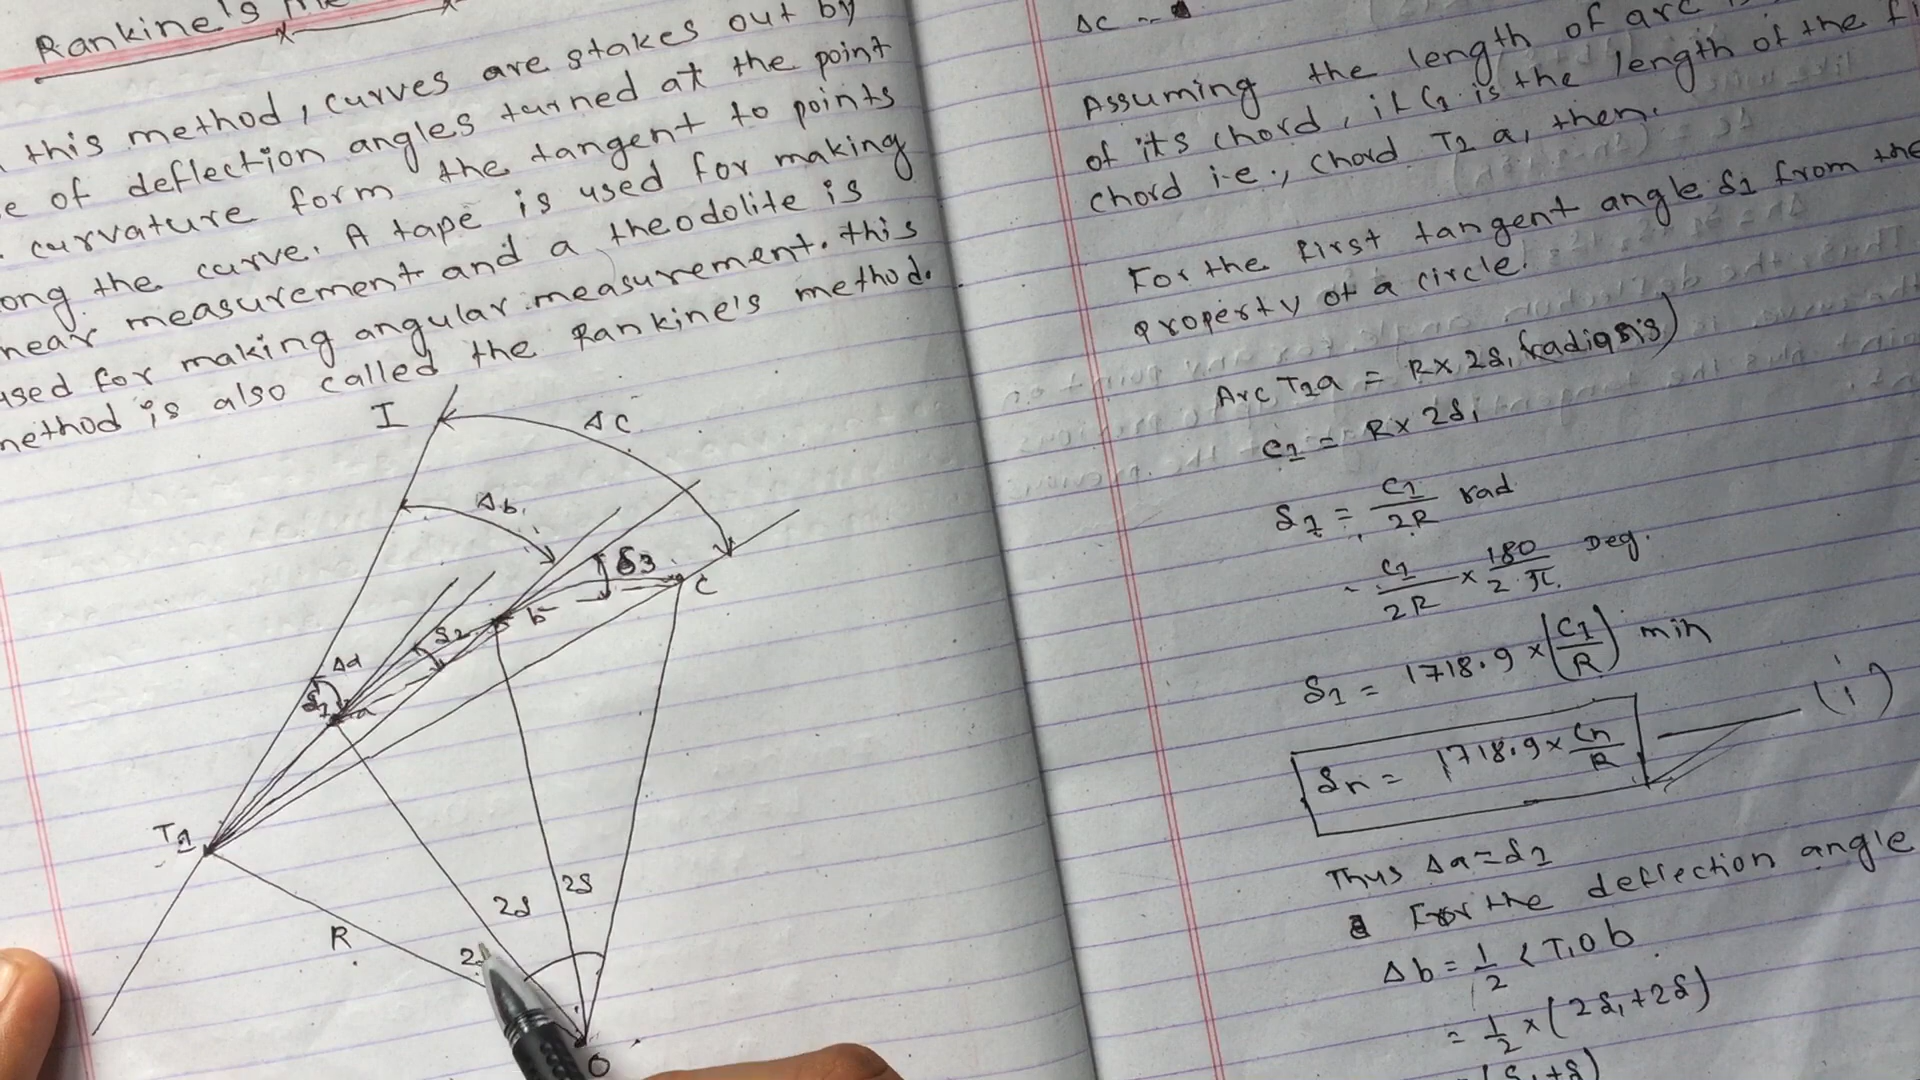 Rankine's me
this method, curves are stakes out by
e of deflection angles turned at the point
curvature form the tangent to points
ong the curve. A tape is used for making
near measurement and a theodolite is
used for making angular measurement. this
method is also called the Rankine's method.
I
Δc
Δb
δ3
C
δ2
b
Δa
δ1
a
T1
2δ
2δ
R
O
Δc =
Assuming the length of arc
of its chord, if C1 is the length of the fi
chord i.e., chord T1 a, then.
For the first tangent angle δ1 from the
property of a circle.
Arc T1a = R x 2δ1 (radians)
C1 = R x 2δ1
δ1 = C1/2R rad
= C1/2R x 180/2.π Deg.
δ1 = 1718.9 x (C1/R) min
δn = 1718.9 x Cn/R (i)
Thus Δa = δ1
For the deflection angle
Δb = 1/2 < T1Ob
= 1/2 x (2δ1+2δ)
(δ1+δ)